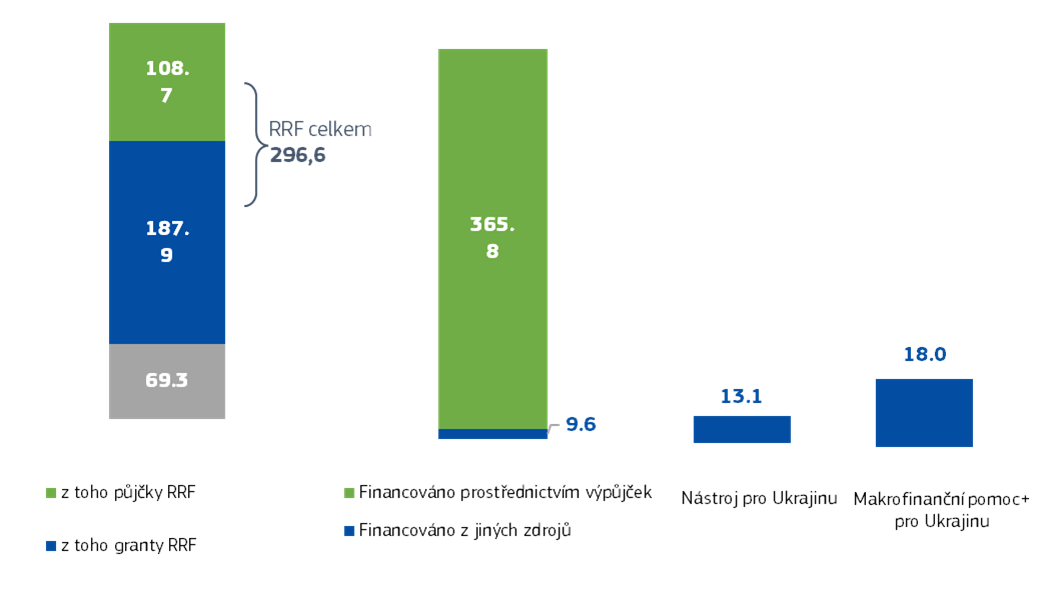 108.
7
RRF celkem
296,6
187.
9
69.3
365.
8
9.6
13.1
18.0
z toho půjčky RRF
z toho granty RRF
Financováno prostřednictvím výpůjček
Financováno z jiných zdrojů
Nástroj pro Ukrajinu
Makrofinanční pomoc+
pro Ukrajinu